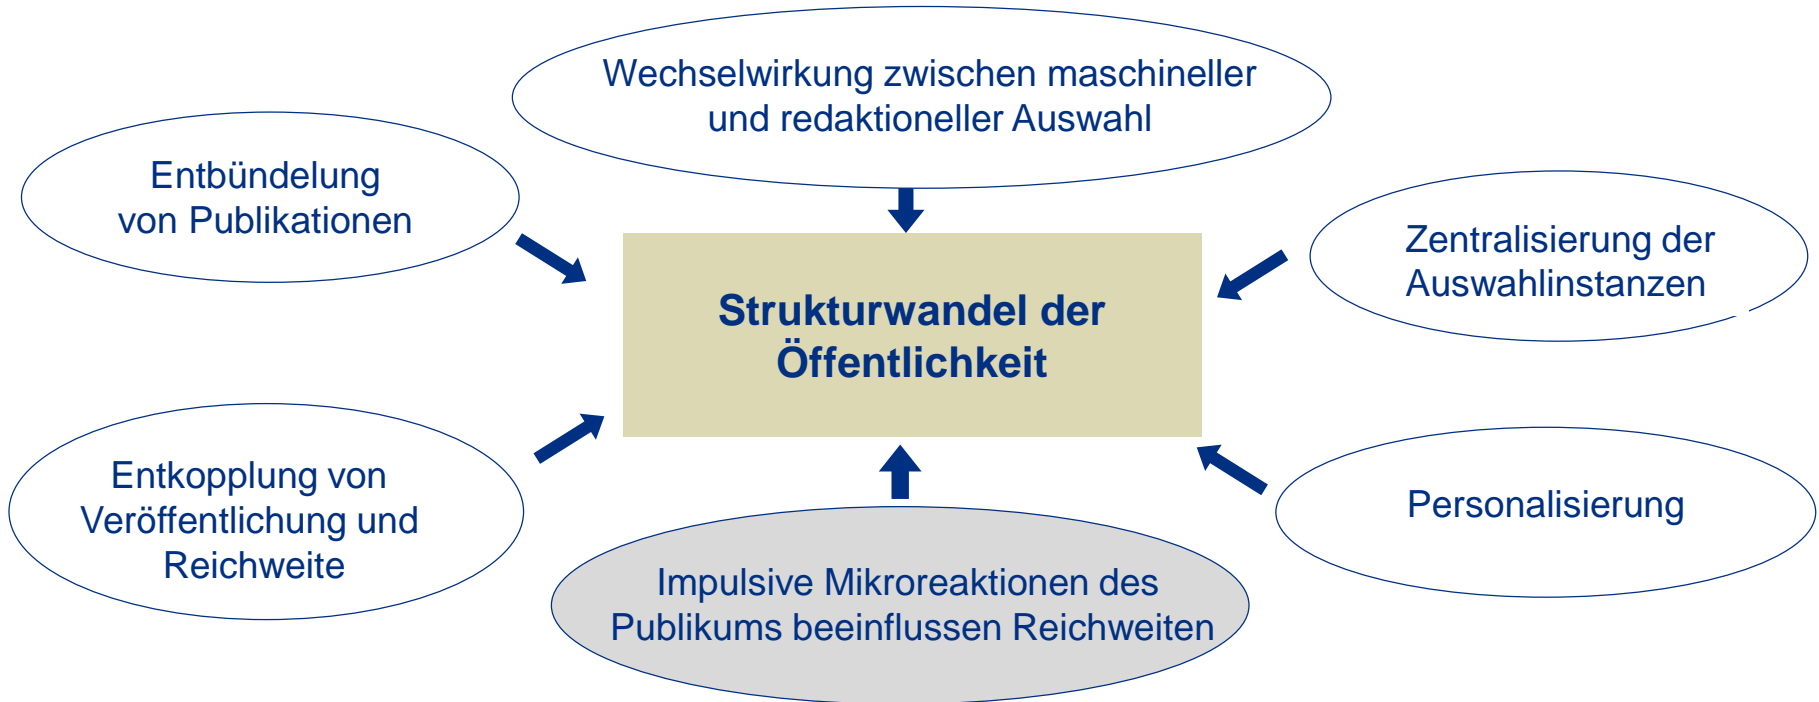 Wechselwirkung zwischen maschineller
und redaktioneller Auswahl
Entbündelung
von Publikationen
Zentralisierung der
Auswahlinstanzen
Strukturwandel der
Öffentlichkeit
Entkopplung von
Veröffentlichung und
Reichweite
Personalisierung
Impulsive Mikroreaktionen des
Publikums beeinflussen Reichweiten